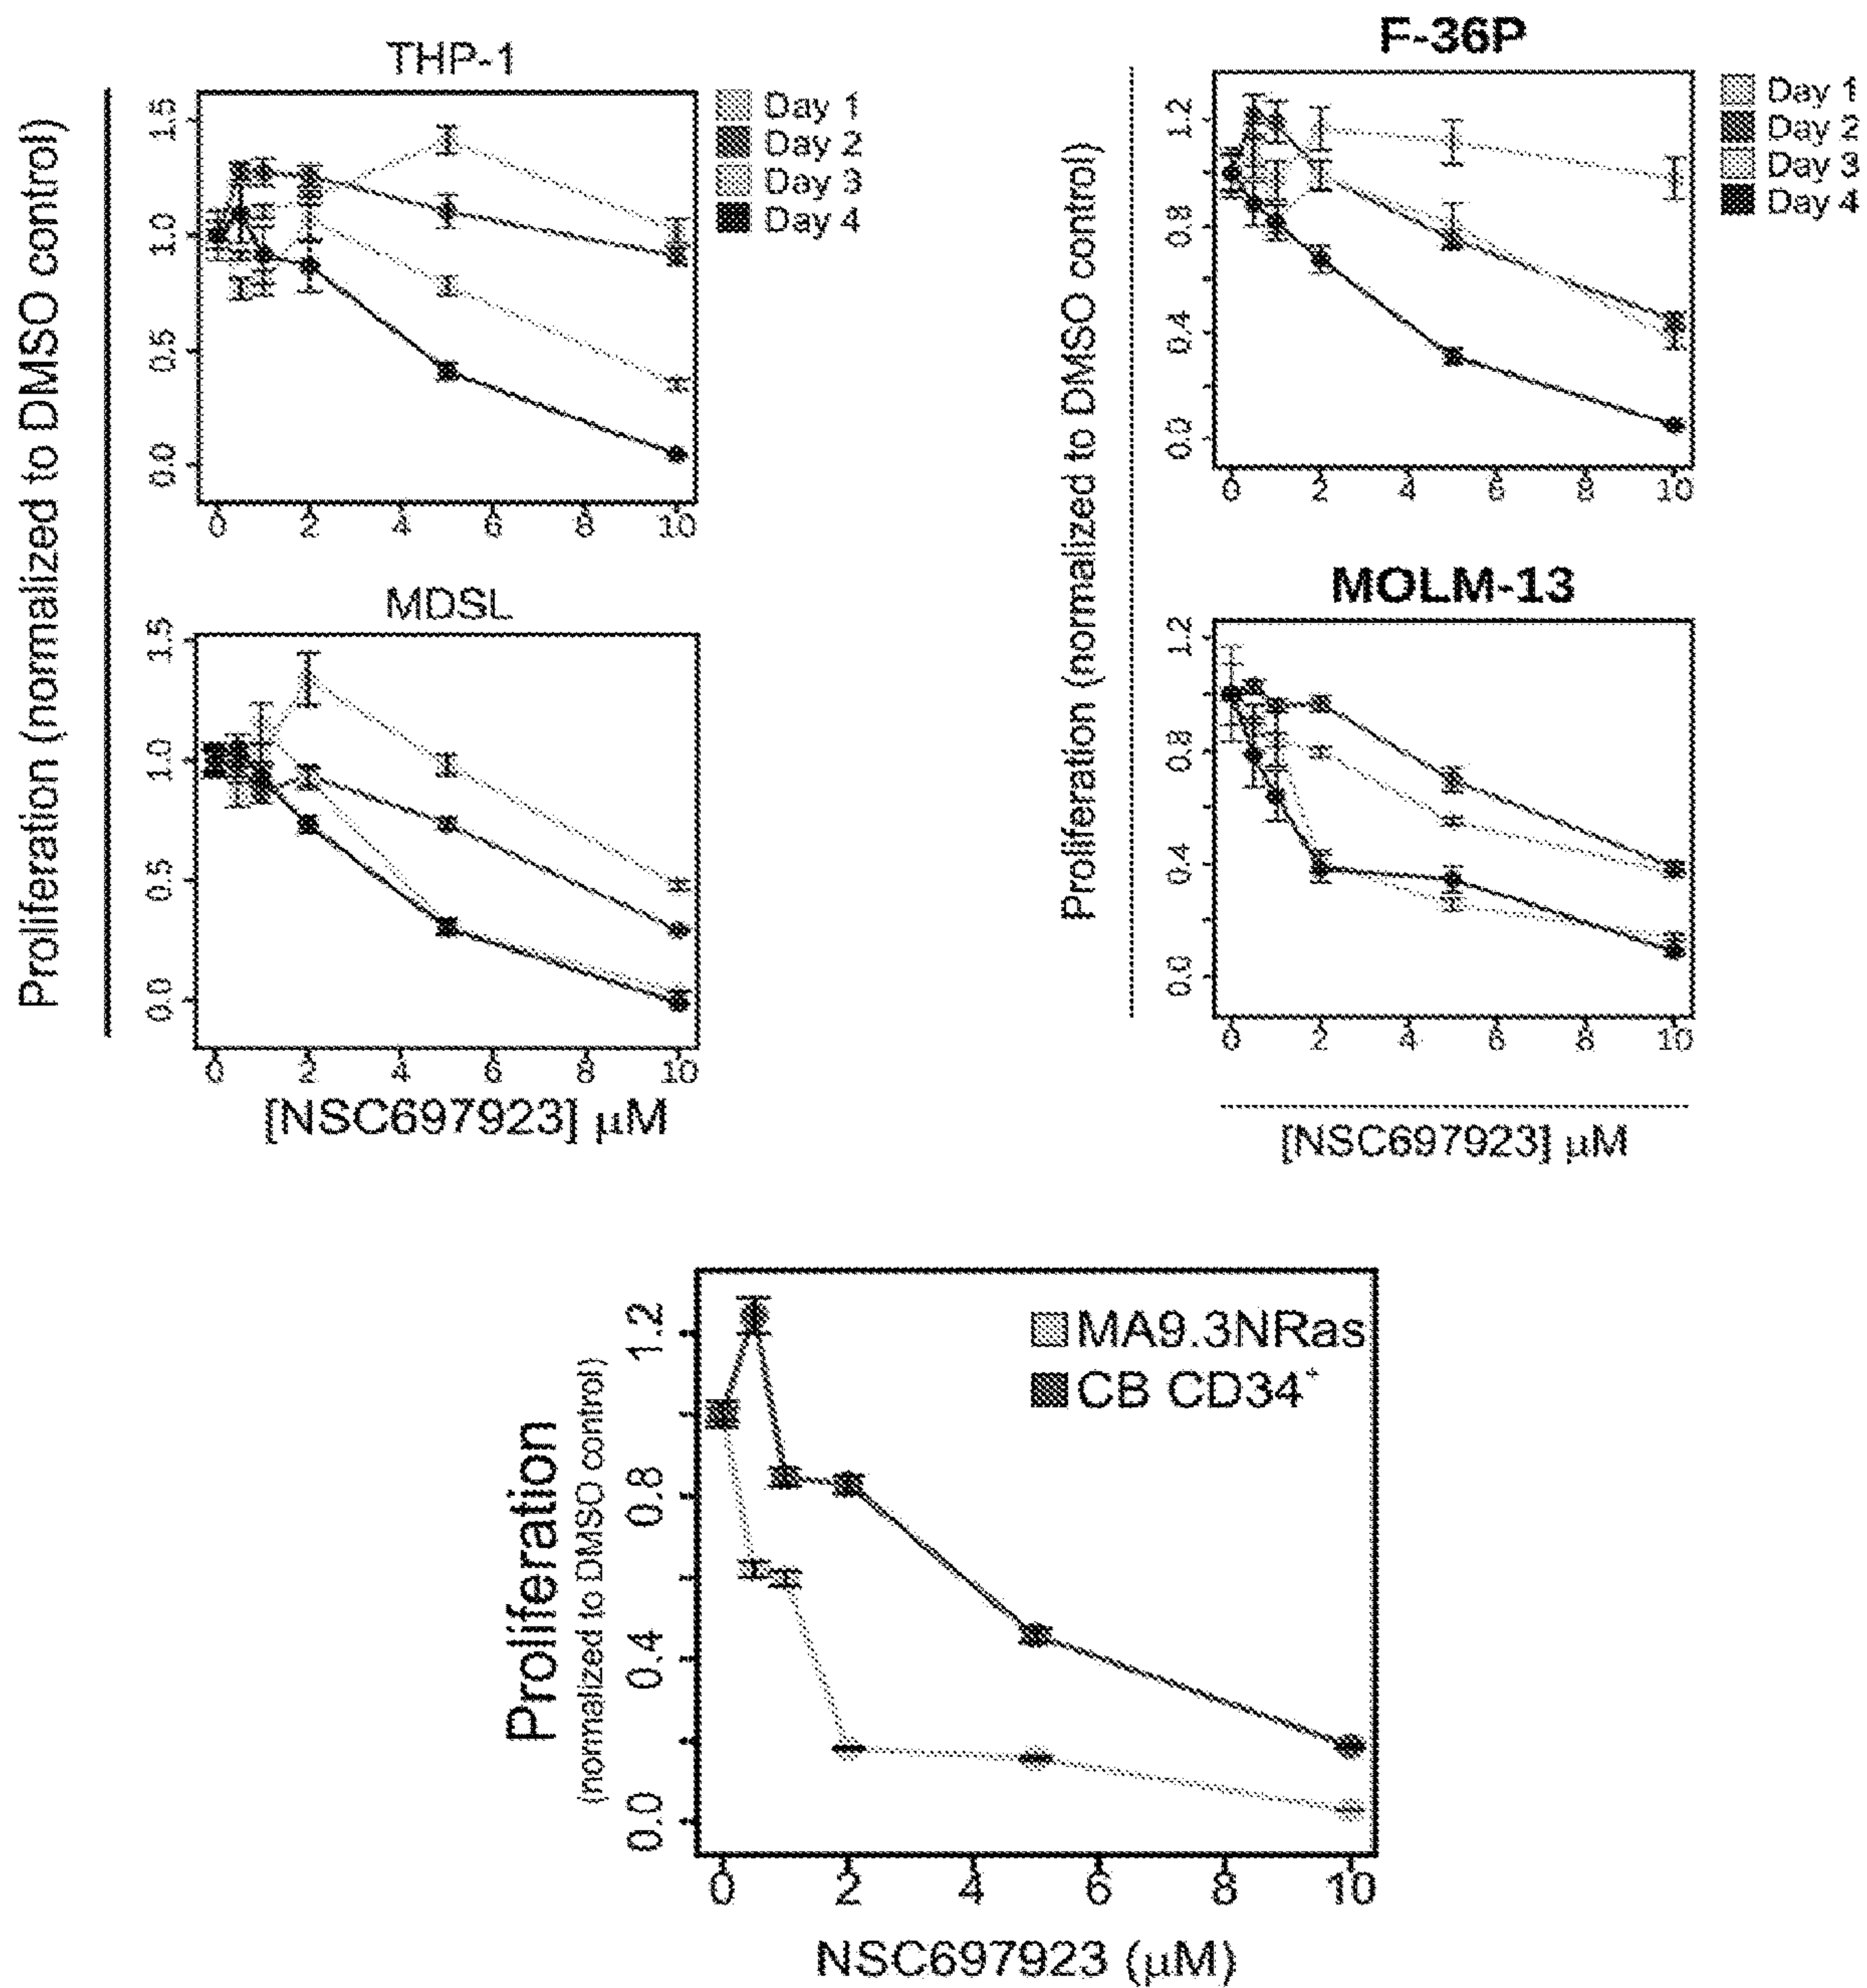 THP-1
Proliferation (normalized to DMSO control)
1.5
1.0
0.5
0.0
0 2 4 6 8 10
Day 1
Day 2
Day 3
Day 4
MDSL
1.5
1.0
0.5
0.0
0 2 4 6 8 10
[NSC697923] μM
F-36P
Proliferation (normalized to DMSO control)
1.2
0.8
0.4
0.0
0 2 4 6 8 10
Day 1
Day 2
Day 3
Day 4
MOLM-13
1.2
0.8
0.4
0.0
0 2 4 6 8 10
[NSC697923] μM
Proliferation
(normalized to DMSO control)
1.2
0.8
0.4
0.0
MA9.3NRas
CB CD34+
0 2 4 6 8 10
NSC697923 (μM)